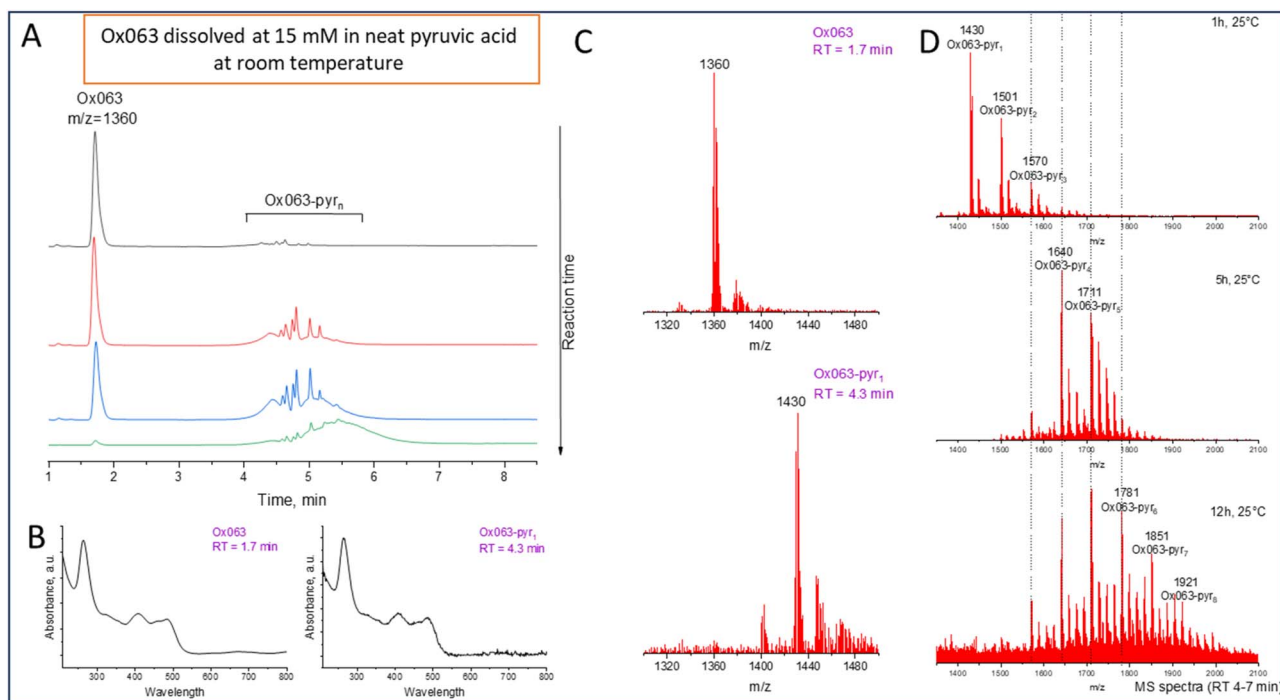 A
Ox063 dissolved at 15 mM in neat pyruvic acid
at room temperature
Ox063
m/z=1360
Ox063-pyrn
Reaction time
1 2 3 4 5 6 7 8
Time, min
B
Absorbance, a.u.
Ox063
RT = 1.7 min
300 400 500 600 700 800
Wavelength
Absorbance, a.u.
Ox063-pyr1
RT = 4.3 min
300 400 500 600 700 800
Wavelength
C
Ox063
RT = 1.7 min
1360
1320 1360 1400 1440 1480
m/z
Ox063-pyr1
RT = 4.3 min
1430
1320 1360 1400 1440 1480
m/z
D
1h, 25°C
1430
Ox063-pyr1
1501
Ox063-pyr2
1570
Ox063-pyr3
1400 1500 1600 1700 1800 1900 2000 2100
m/z
5h, 25°C
1640
Ox063-pyr4
1711
Ox063-pyr5
1400 1500 1600 1700 1800 1900 2000 2100
m/z
12h, 25°C
1781
Ox063-pyr6
1851
Ox063-pyr7
1921
Ox063-pyr8
1400 1500 1600 1700 1800 1900 2000 2100
m/z
MS spectra (RT 4-7 min)